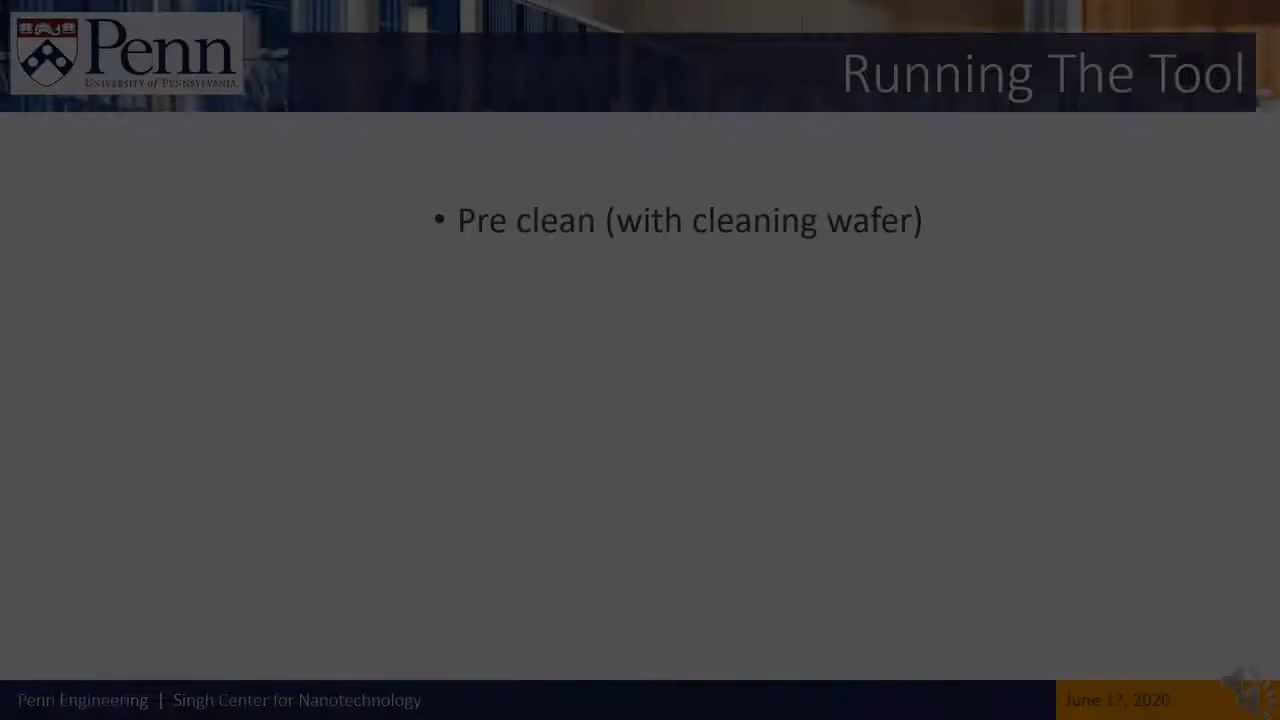 Penn
UNIVERSITY of PENNSYLVANIA
Running The Tool
• Pre clean (with cleaning wafer)
Penn Engineering | Singh Center for Nanotechnology
June 17, 2020